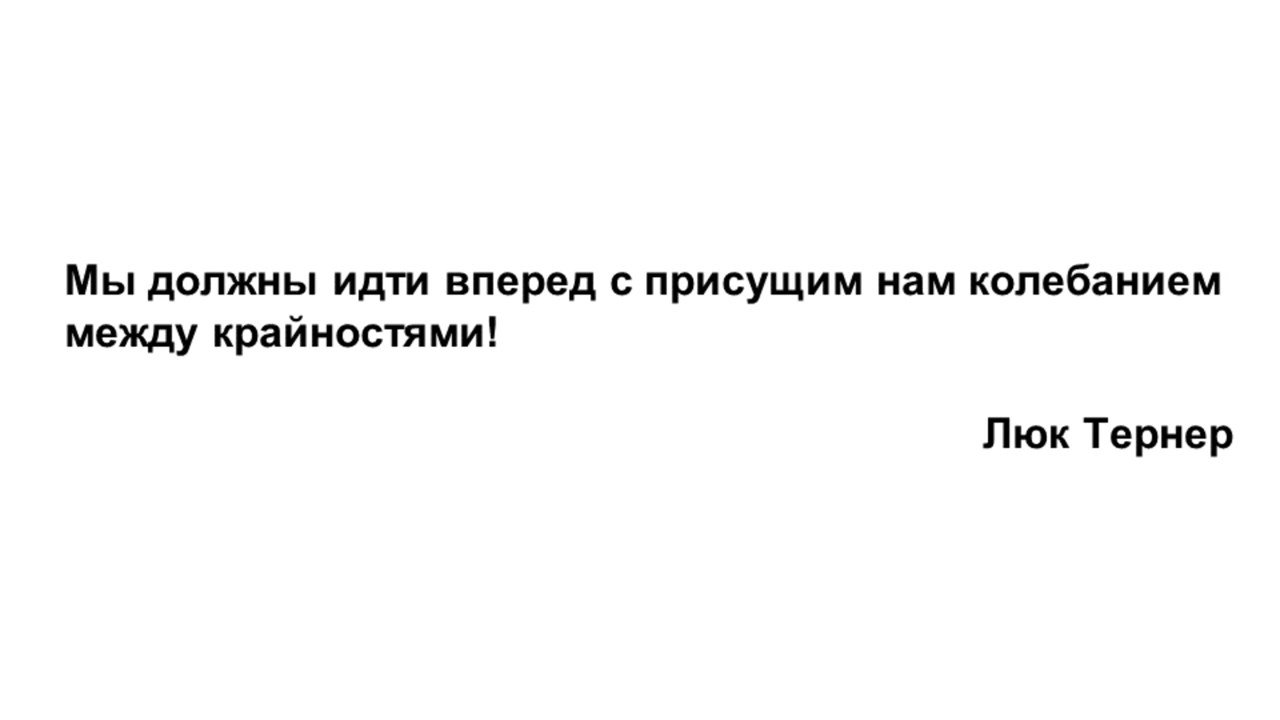 Мы должны идти вперед с присущим нам колебанием
между крайностями!
Люк Тернер